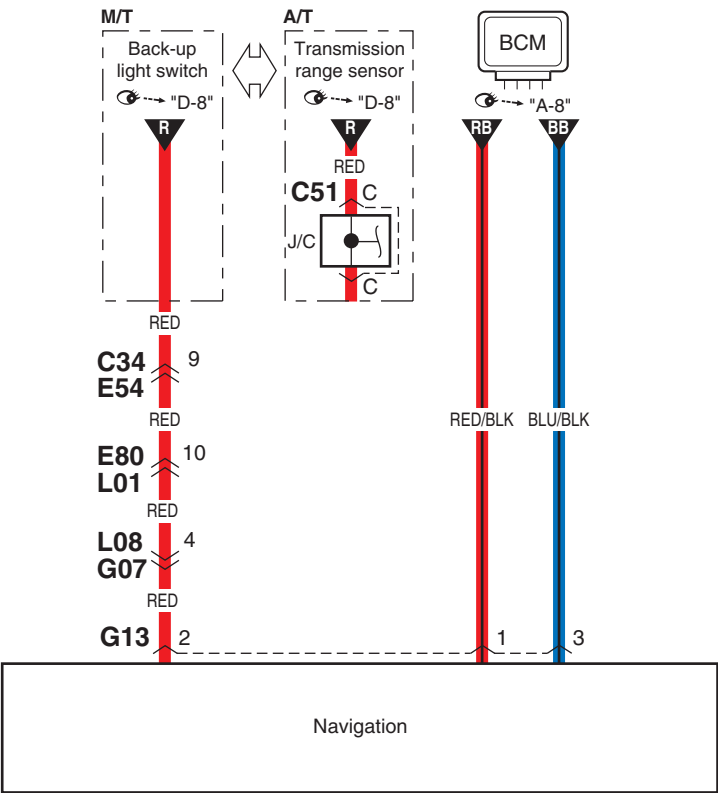 M/T
Back-up
light switch
"D-8"
R
A/T
Transmission
range sensor
"D-8"
R
RED
C51 C
J/C
C
BCM
"A-8"
RB BB
RED
C34 9
E54
RED
RED/BLK BLU/BLK
E80 10
L01
RED
L08 4
G07
RED
G13 2 1 3
Navigation